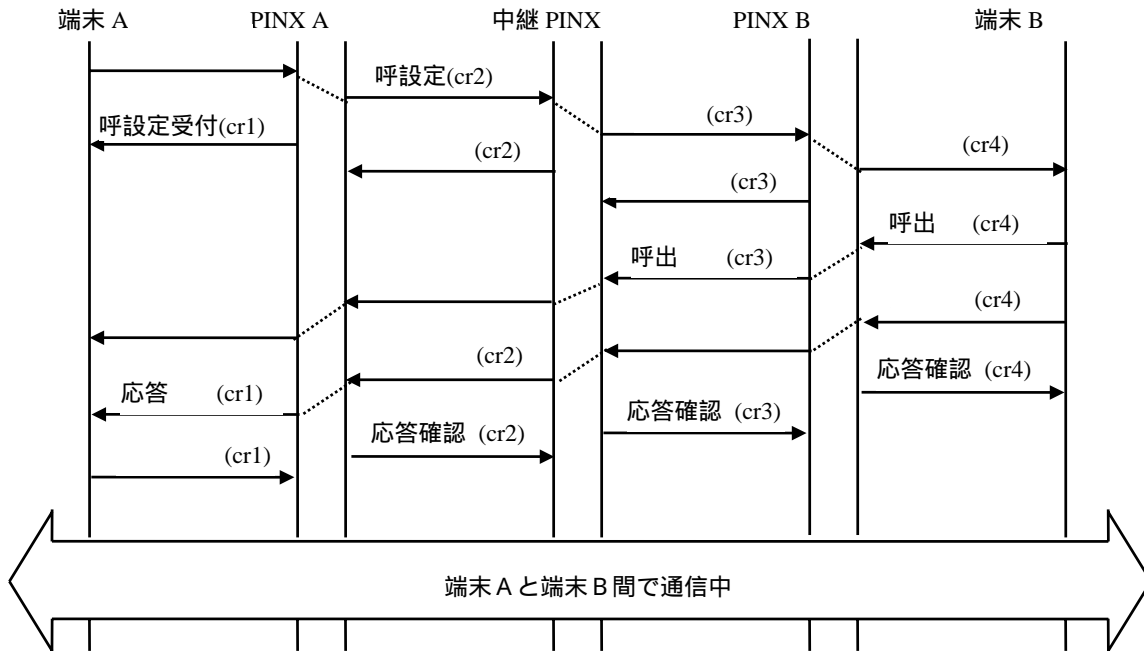 端末 A PINX A 中継 PINX PINX B 端末 B
呼設定(cr2)
(cr3)
呼設定受付(cr1)
(cr2)
(cr4)
(cr3)
呼出 (cr4)
呼出 (cr3)
(cr4)
(cr2)
応答確認 (cr4)
応答 (cr1)
応答確認 (cr3)
応答確認 (cr2)
(cr1)
端末Aと端末B間で通信中